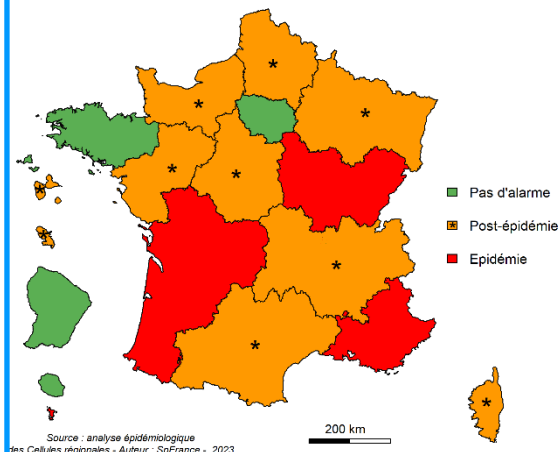 Pas d'alarme
* Post-épidémie
Epidémie
200 km
Source : analyse épidémiologique
des Cellules régionales - Auteur : SpFrance - 2023